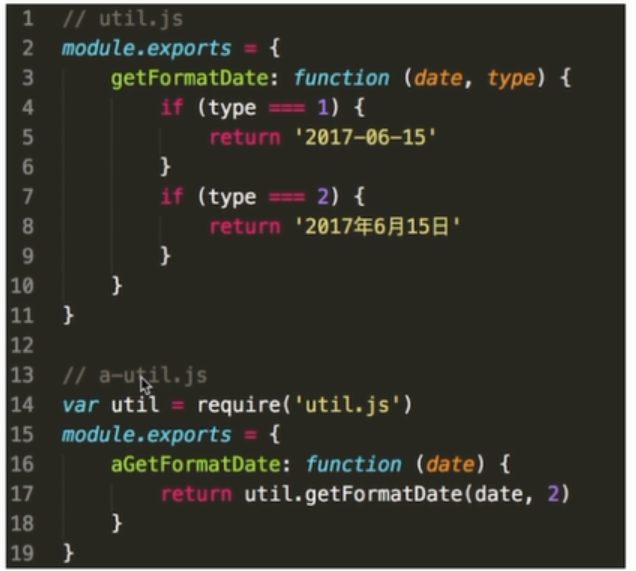 1 // util.js
2 module.exports = {
3     getFormatDate: function (date, type) {
4         if (type === 1) {
5             return '2017-06-15'
6         }
7         if (type === 2) {
8             return '2017年6月15日'
9         }
10     }
11 }
12
13 // a-util.js
14 var util = require('util.js')
15 module.exports = {
16     aGetFormatDate: function (date) {
17         return util.getFormatDate(date, 2)
18     }
19 }